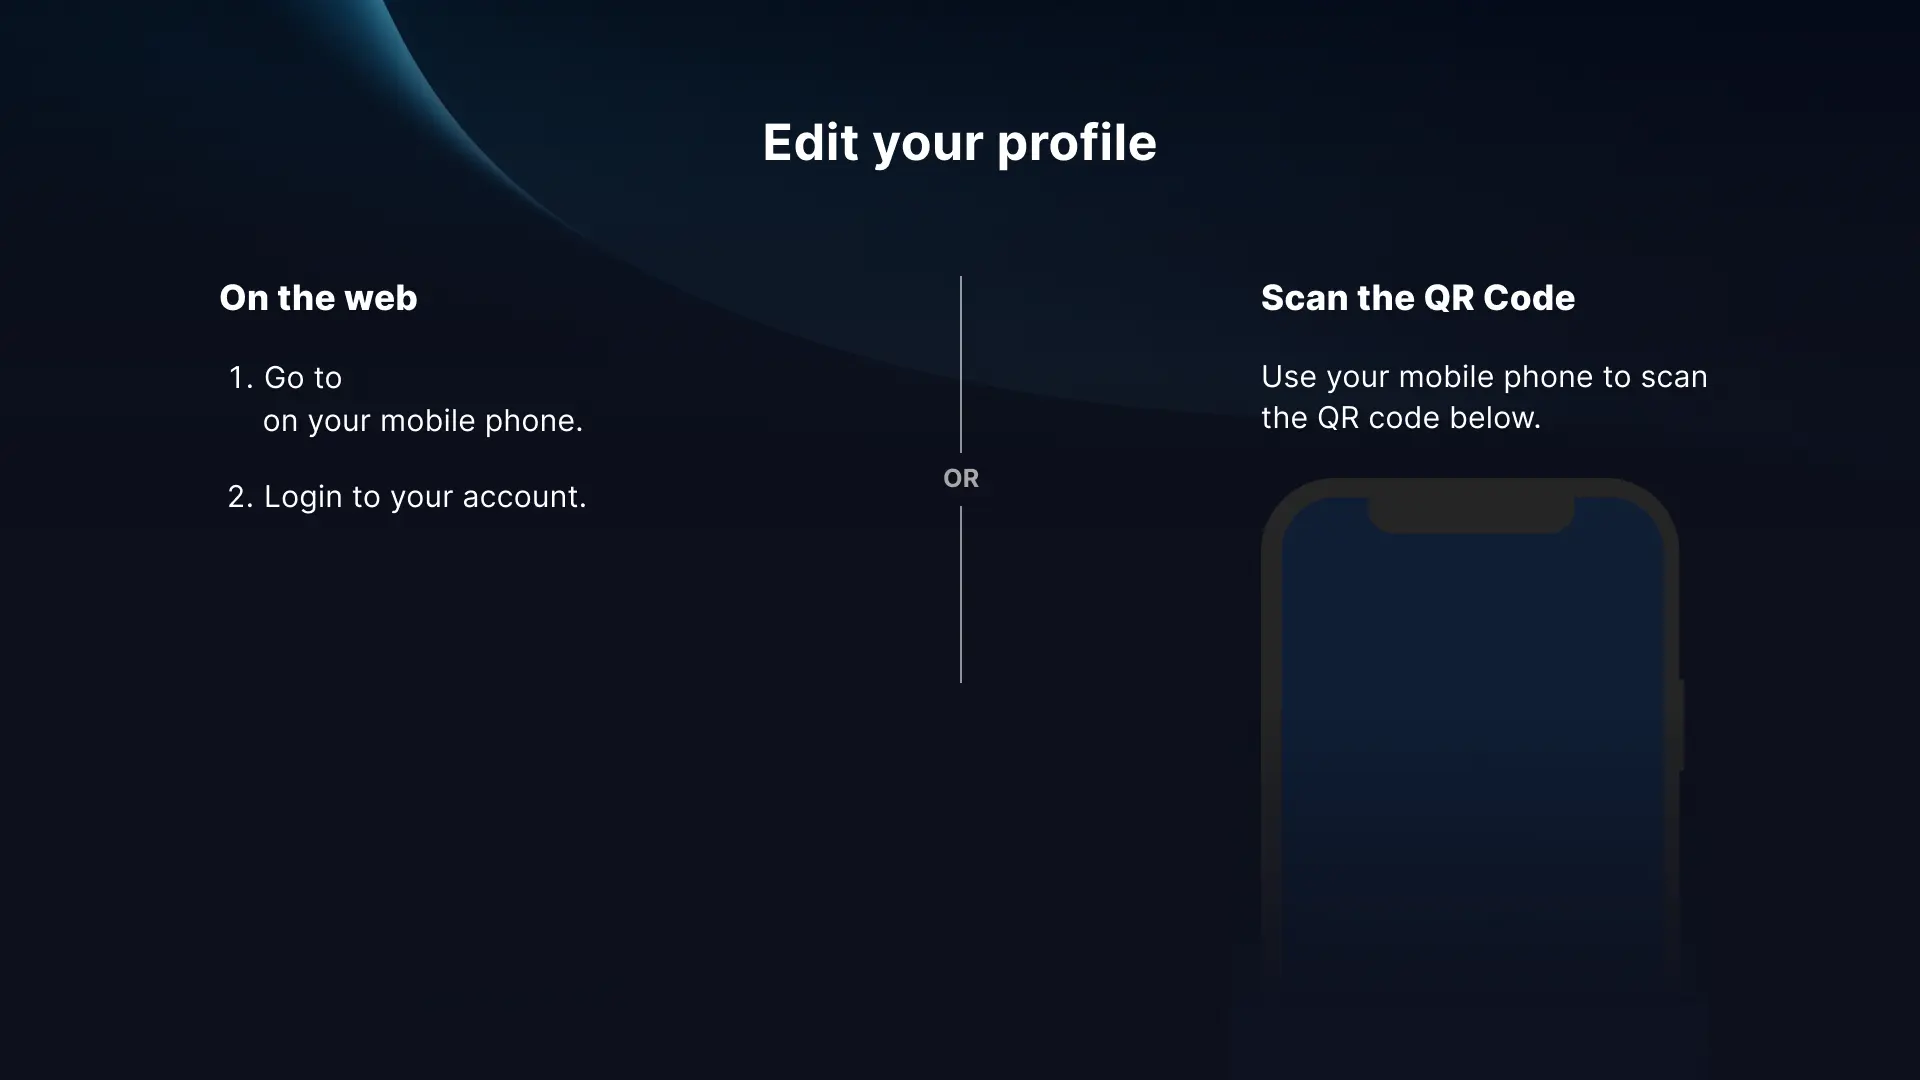 Edit your profile
On the web
1. Go to
on your mobile phone.
2. Login to your account.
OR
Scan the QR Code
Use your mobile phone to scan
the QR code below.